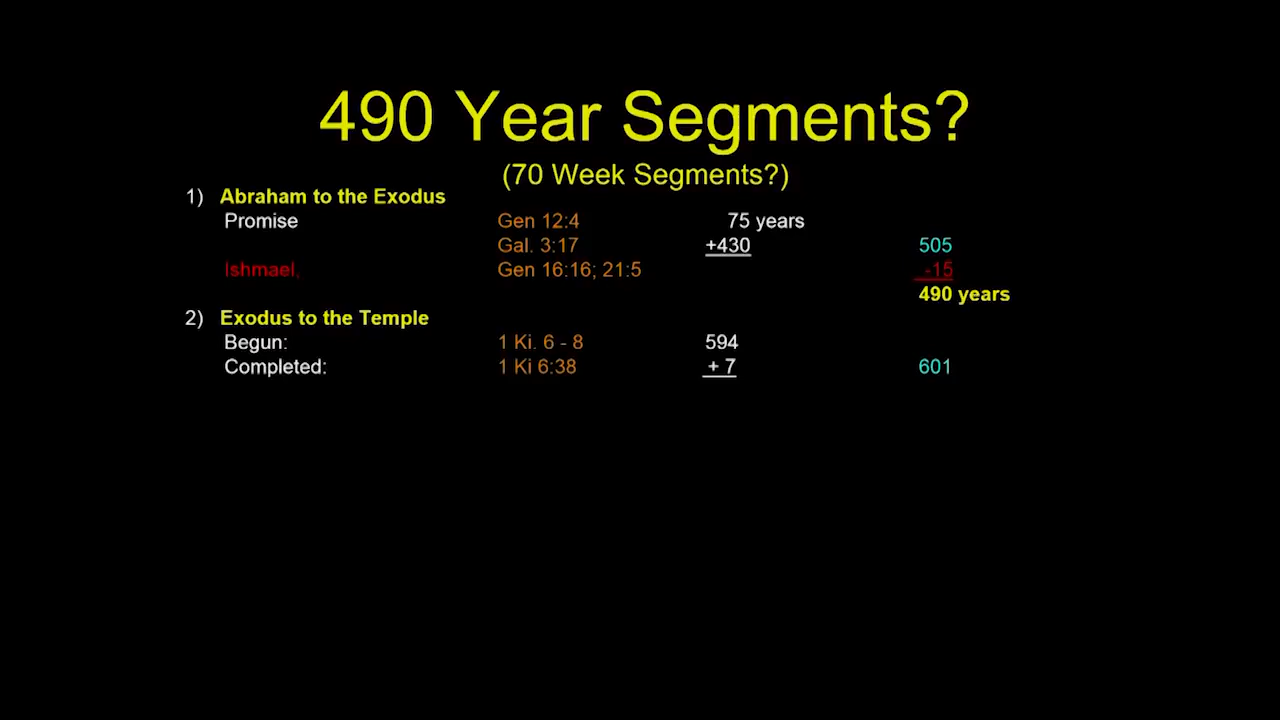 490 Year Segments?
(70 Week Segments?)
1) Abraham to the Exodus
Promise Gen 12:4 75 years
Gal. 3:17 +430 505
Ishmael, Gen 16:16; 21:5 -15
490 years
2) Exodus to the Temple
Begun: 1 Ki. 6 - 8 594
Completed: 1 Ki 6:38 + 7 601